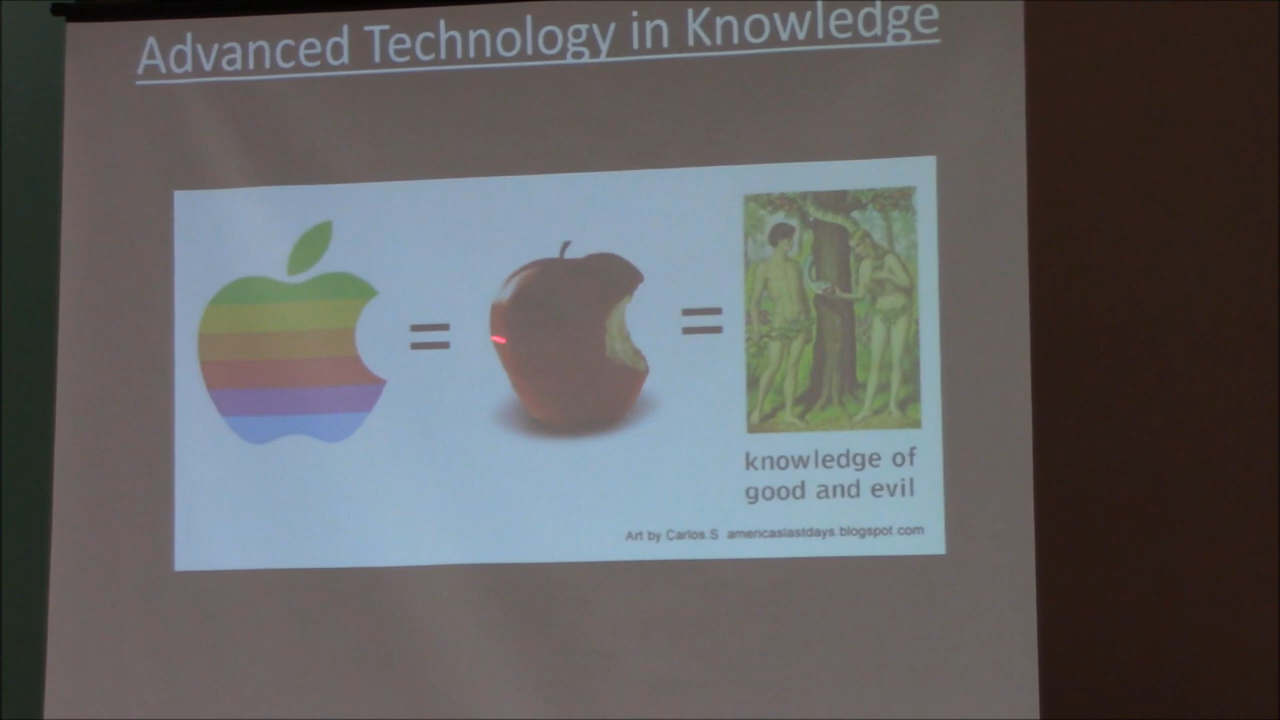 Advanced Technology in Knowledge
= =
knowledge of
good and evil
Art by Carlos S americaslastdays.blogspot.com